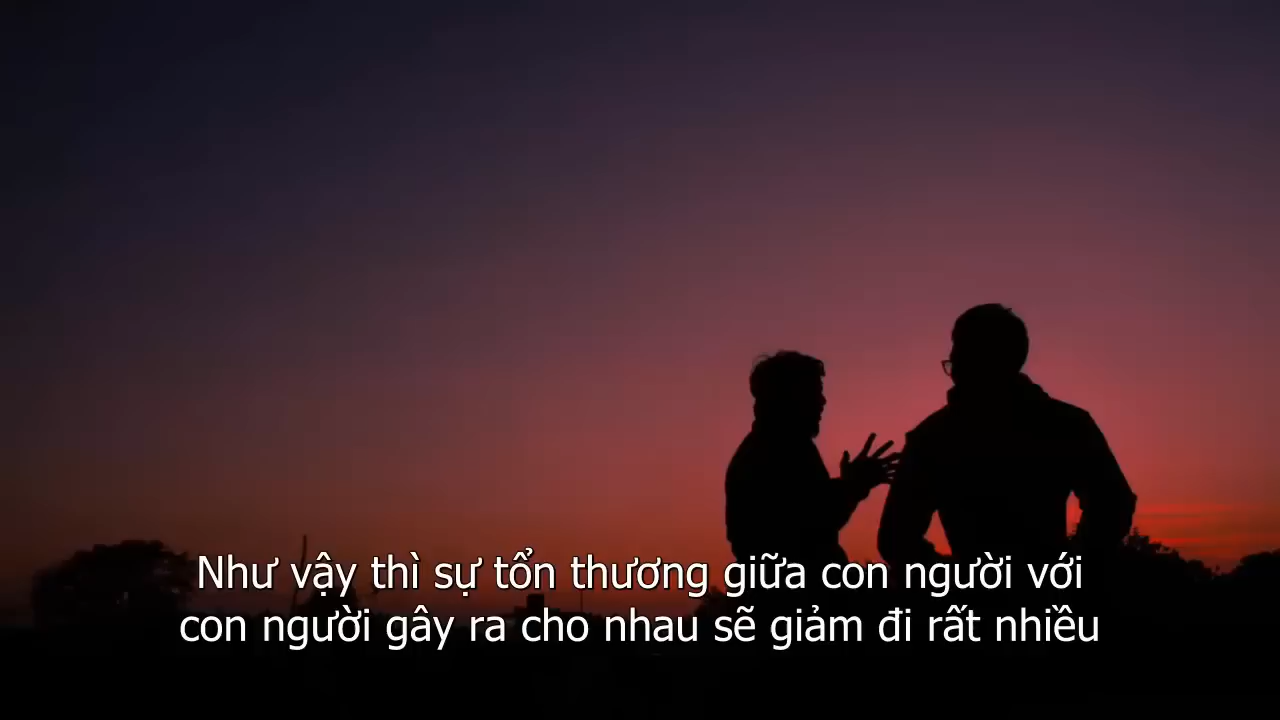 Như vậy thì sự tổn thương giữa con người với
con người gây ra cho nhau sẽ giảm đi rất nhiều